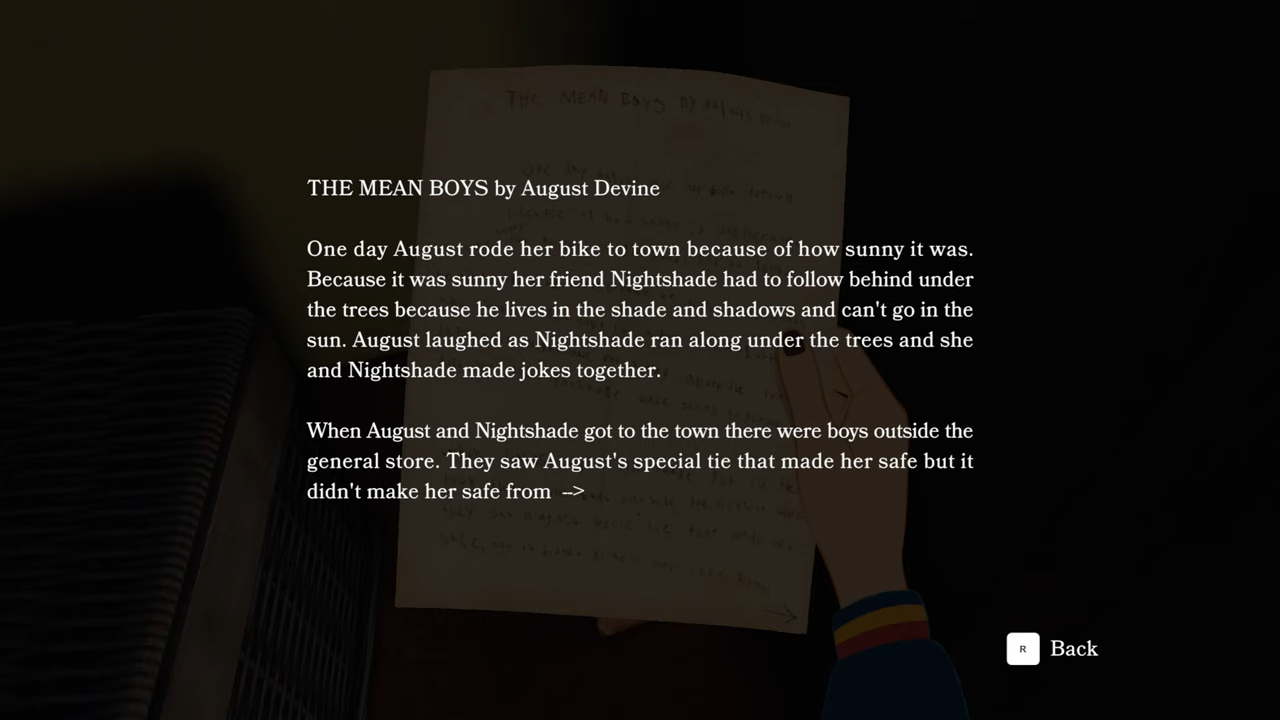 THE MEAN BOYS by August Devine
One day August rode her bike to town because of how sunny it was.
Because it was sunny her friend Nightshade had to follow behind under
the trees because he lives in the shade and shadows and can't go in the
sun. August laughed as Nightshade ran along under the trees and she
and Nightshade made jokes together.
When August and Nightshade got to the town there were boys outside the
general store. They saw August's special tie that made her safe but it
didn't make her safe from -->
R Back
THE MEAN BOYS BY